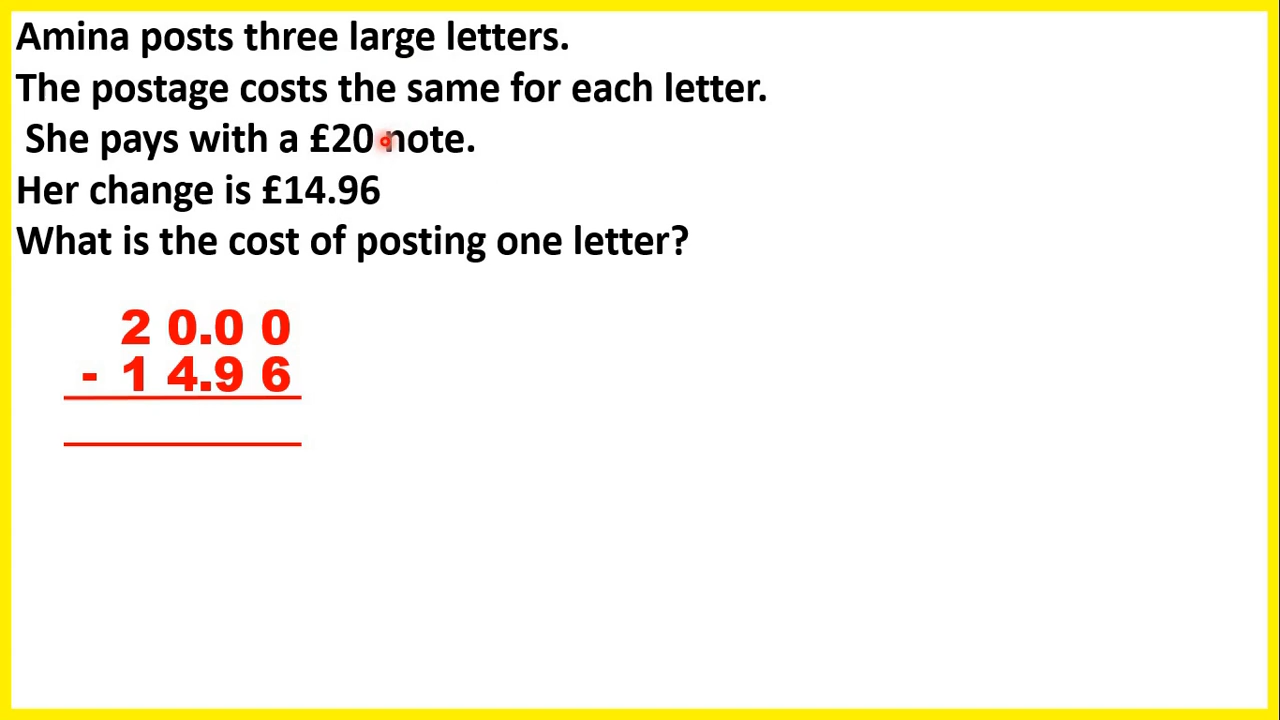 Amina posts three large letters.
The postage costs the same for each letter.
She pays with a £20 note.
Her change is £14.96
What is the cost of posting one letter?
2 0.0 0
- 1 4.9 6